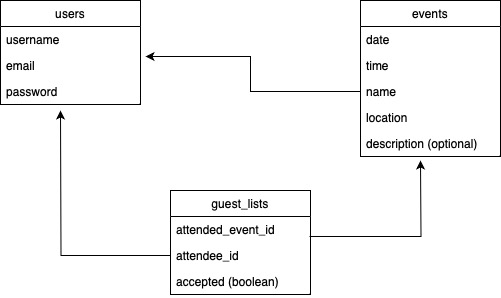 users
username
email
password
events
date
time
name
location
description (optional)
guest_lists
attended_event_id
attendee_id
accepted (boolean)